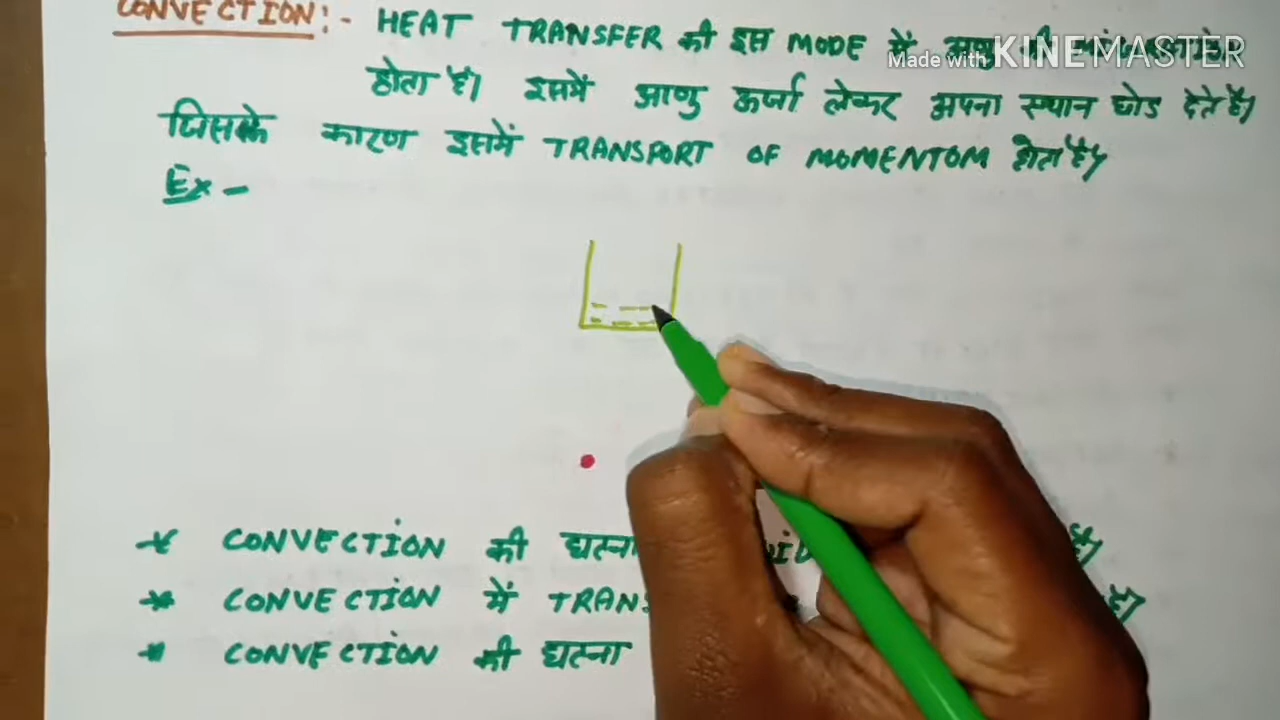 CONVECTION:- HEAT TRANSFER की इस MODE में अणु
Made with KINEMASTER
होता है। इसमें आणु ऊर्जा लेकर अपना स्थान छोड देते है।
जिसके कारण इसमें TRANSPORT OF MOMENTOM होता है।
Ex -
* CONVECTION की घटना है।
* CONVECTION में है।
* CONVECTION की घटना